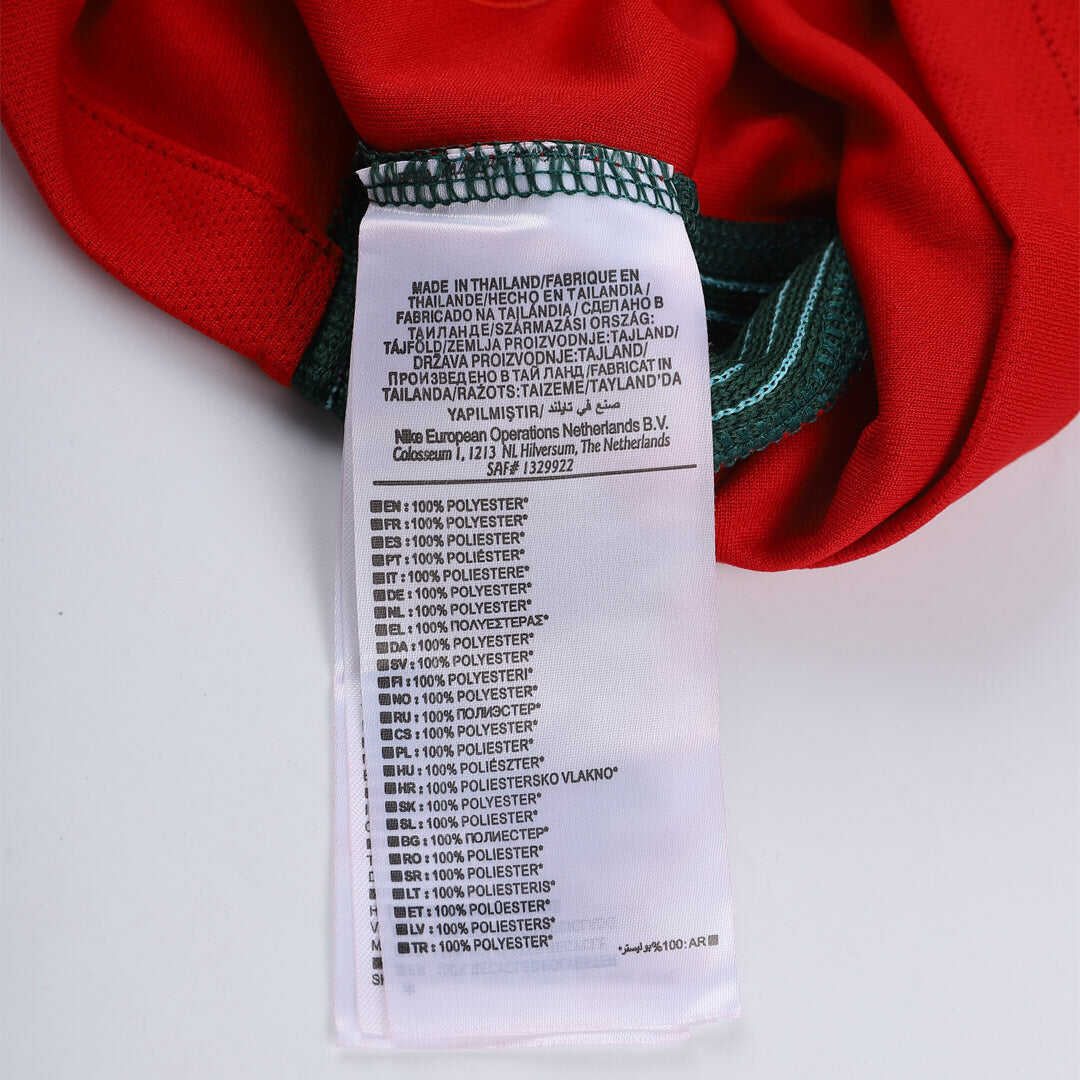 MADE IN THAILAND/FABRIQUE EN
THAILANDE/HECHO EN TAILANDIA/
FABRICADO NA TAILÂNDIA/ СДЕЛАНО В
ТАИЛАНДЕ/SZÁRMAZÁSI ORSZÁG:
TÁJFÖLD/ZEMLJA PROIZVODNJE:TAJLAND/
DRŽAVA PROIZVODNJE:TAJLAND/
ПРОИЗВЕДЕНО В ТАЙ ЛАНД/FABRICAT IN
TAILANDA/RAŽOTS:TAIZEME/TAYLAND'DA
YAPILMIŞTIR/ صنع في تايلند
Nike European Operations Netherlands B.V.
Colosseum 1, 1213 NL Hilversum, The Netherlands
SAF# 1329922
EN : 100% POLYESTER*
FR : 100% POLYESTER*
ES : 100% POLIESTER*
PT : 100% POLIÉSTER*
IT : 100% POLIESTERE*
DE : 100% POLYESTER*
NL : 100% POLYESTER*
EL : 100% ΠΟΛΥΕΣΤΕΡΑΣ*
DA : 100% POLYESTER*
SV : 100% POLYESTER*
FI : 100% POLYESTERI*
NO : 100% POLYESTER*
RU : 100% ПОЛИЭСТЕР*
CS : 100% POLYESTER*
PL : 100% POLIESTER*
HU : 100% POLIÉSZTER*
HR : 100% POLIESTERSKO VLAKNO*
SK : 100% POLYESTER*
SL : 100% POLIESTER*
BG : 100% ПОЛИЕСТЕР*
RO : 100% POLIESTER*
SR : 100% POLIESTER*
LT : 100% POLIESTERIS*
ET : 100% POLÜESTER*
LV : 100% POLIESTERS*
TR : 100% POLYESTER*
AR :100% بوليستر*